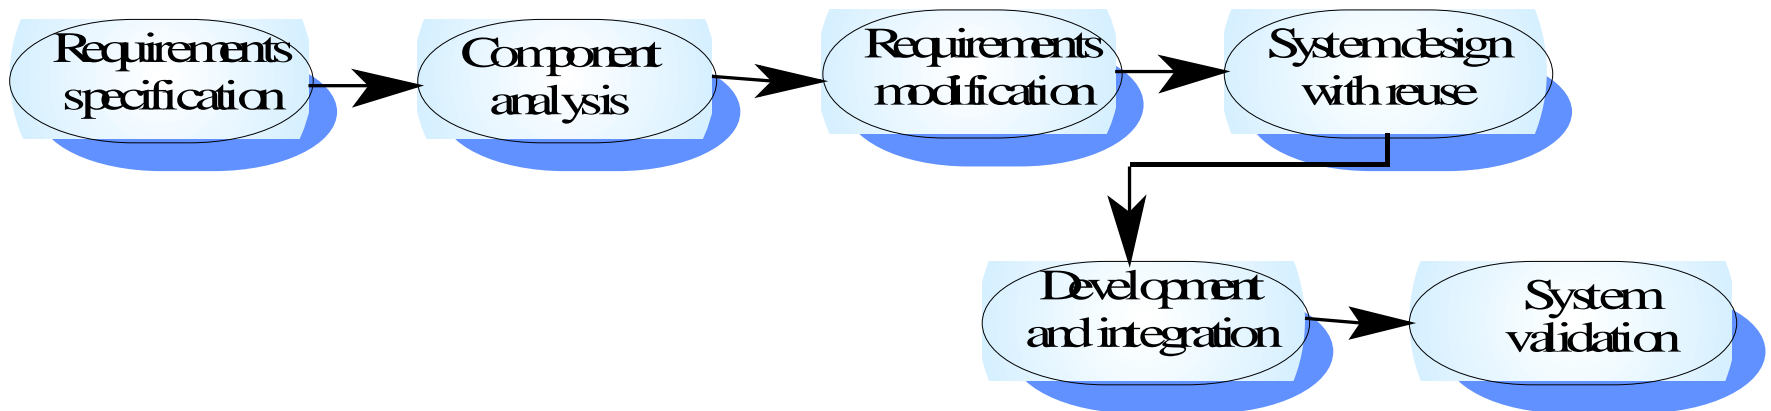 Requirements
specification
Component
analysis
Requirements
modification
System design
with reuse
Development
and integration
System
validation